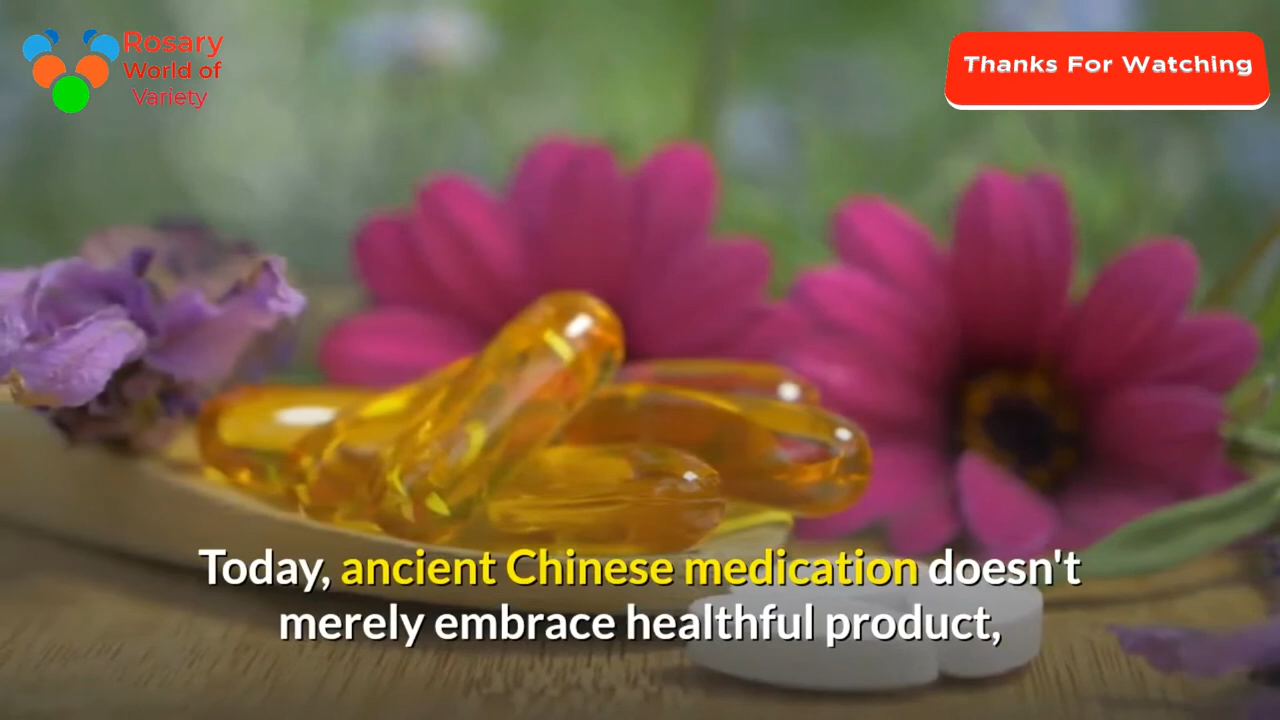 Rosary
World of
Variety
Thanks For Watching
Today, ancient Chinese medication doesn't
merely embrace healthful product,